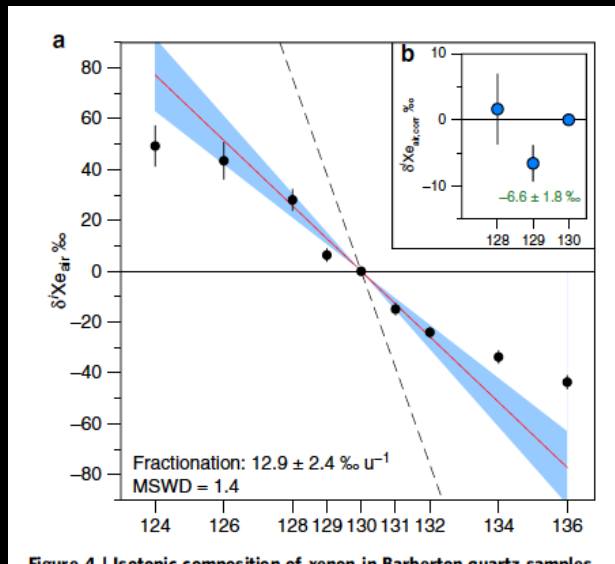 a
80
60
40
20
0
−20
−40
−60
−80
δⁱXeair ‰
Fractionation: 12.9 ± 2.4 ‰ u⁻¹
MSWD = 1.4
124 126 128 129 130 131 132 134 136
b
10
0
−10
δⁱXeair,corr ‰
−6.6 ± 1.8 ‰
128 129 130
Figure 4 | Isotopic composition of xenon in Barberton quartz samples